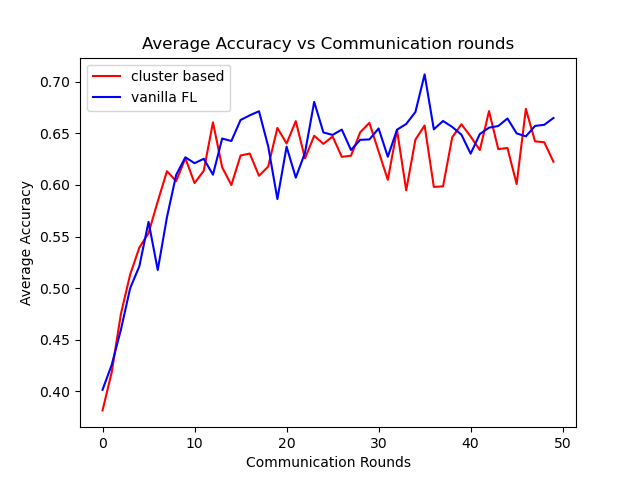 Average Accuracy vs Communication rounds
cluster based
vanilla FL
0.70
0.65
0.60
0.55
0.50
0.45
0.40
Average Accuracy
0 10 20 30 40 50
Communication Rounds